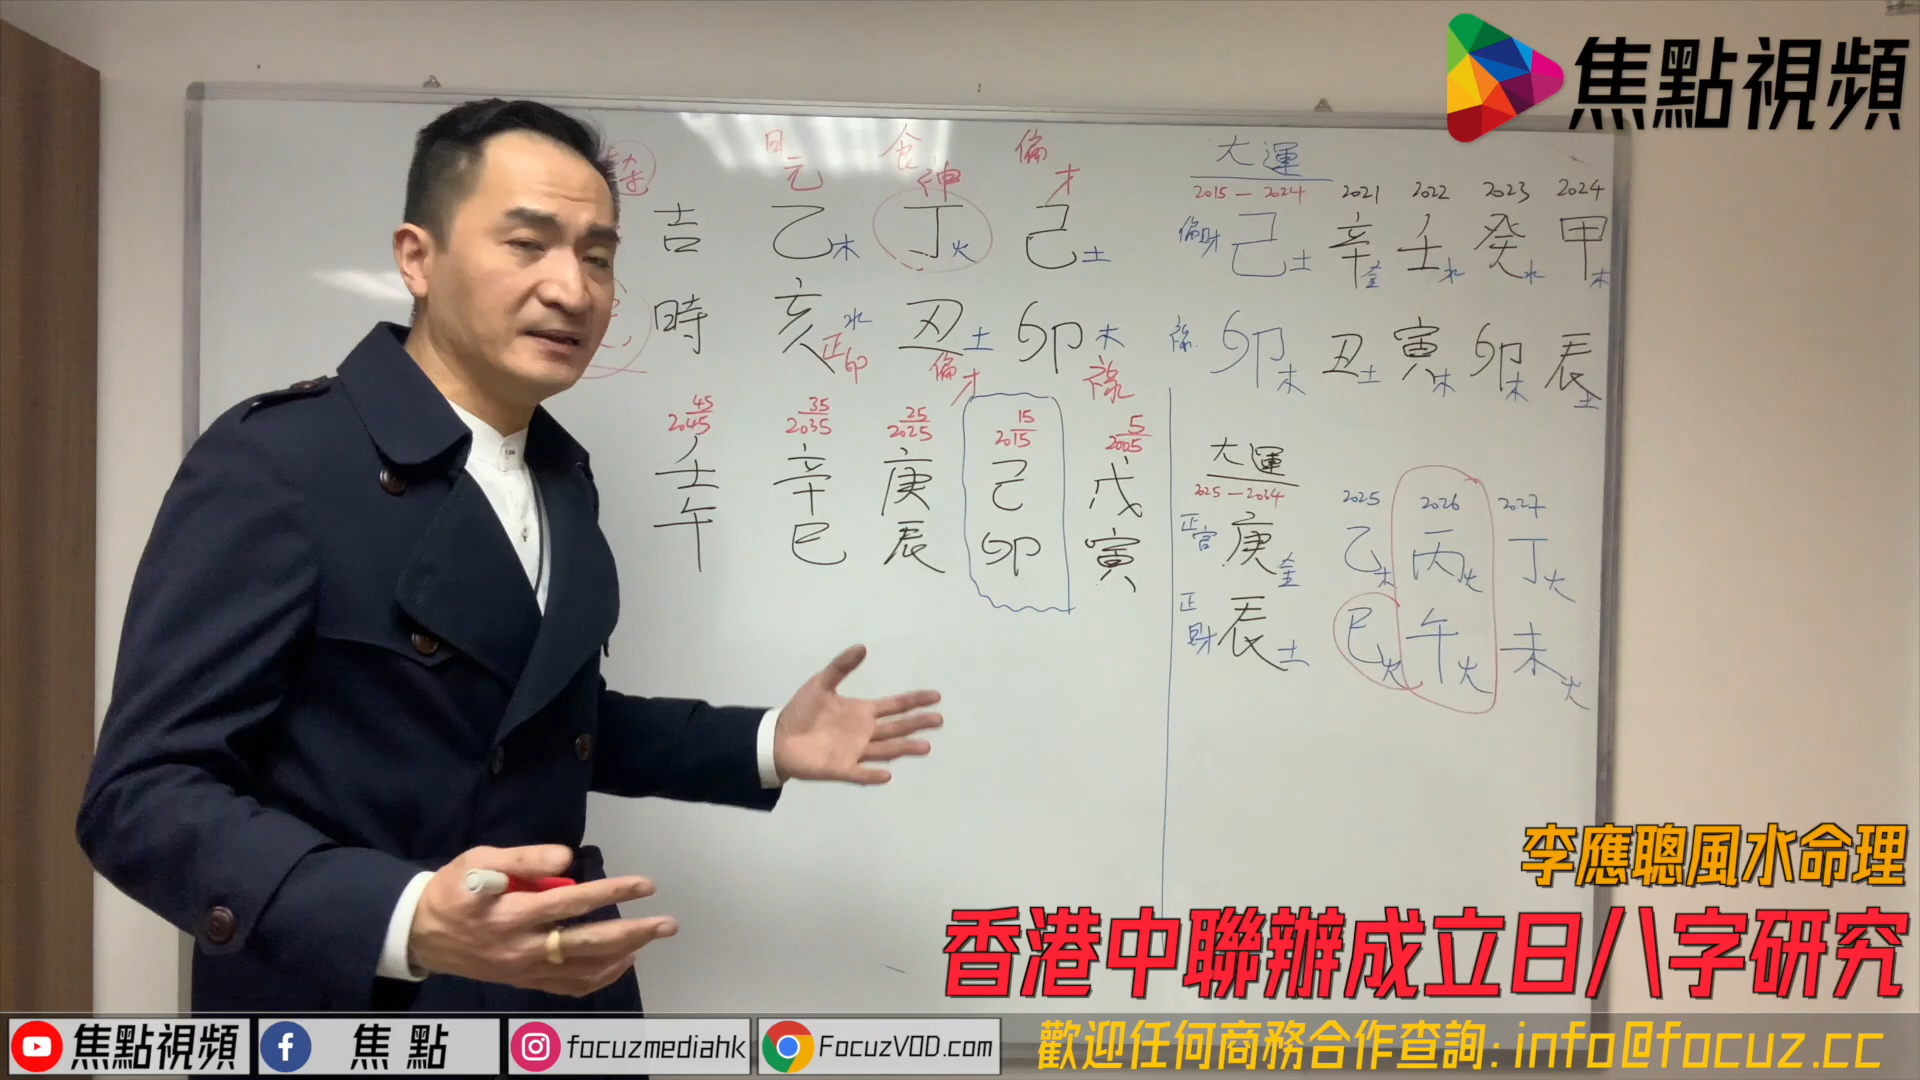 焦點視頻
日元 食神 偏才
吉 乙木 丁火 己土
時 亥水 丑土 卯木
正印 偏才 祿
45 35 25 15 5
2045 2035 2025 2015 2005
壬 辛 庚 己 戊
午 巳 辰 卯 寅
大運
2015-2024 2021 2022 2023 2024
偏財 己土 辛金 壬水 癸水 甲木
祿 卯木 丑土 寅木 卯木 辰土
大運
2025-2034 2025 2026 2027
正官 庚金 乙木 丙火 丁火
正財 辰土 巳火 午火 未火
李應聰風水命理
香港中聯辦成立日/八字研究
焦點視頻 焦點 focuzmediahk FocuzVOD.com
歡迎任何商務合作查詢:info@focuz.cc